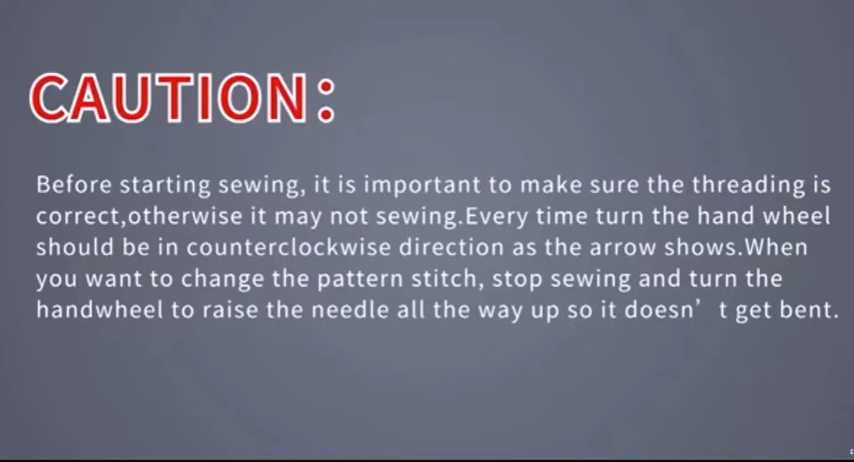 CAUTION:
Before starting sewing, it is important to make sure the threading is
correct,otherwise it may not sewing.Every time turn the hand wheel
should be in counterclockwise direction as the arrow shows.When
you want to change the pattern stitch, stop sewing and turn the
handwheel to raise the needle all the way up so it doesn’ t get bent.